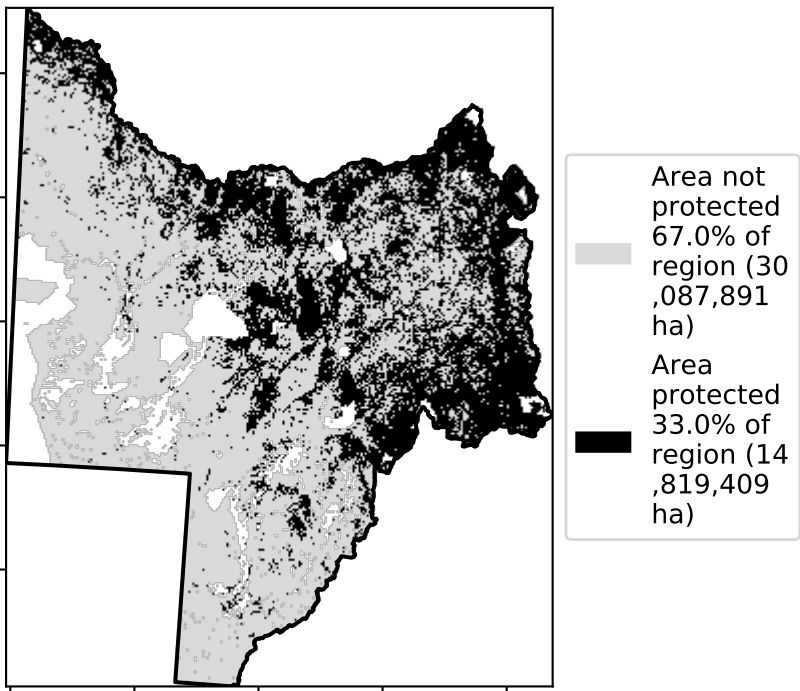 Area not
protected
67.0% of
region (30
,087,891
ha)
Area
protected
33.0% of
region (14
,819,409
ha)